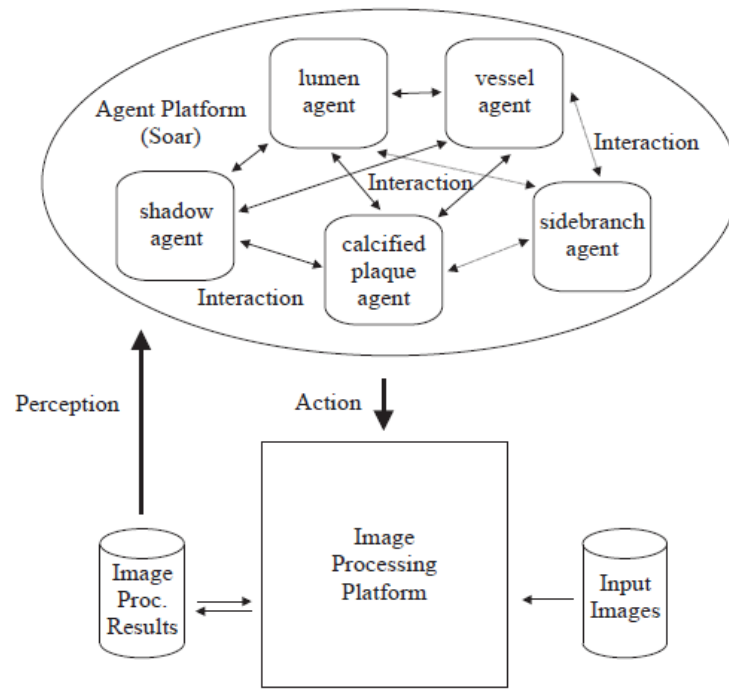 lumen
agent
vessel
agent
Agent Platform
(Soar)
Interaction
Interaction
shadow
agent
calcified
plaque
agent
sidebranch
agent
Interaction
Perception
Action
Image
Processing
Platform
Image
Proc.
Results
Input
Images